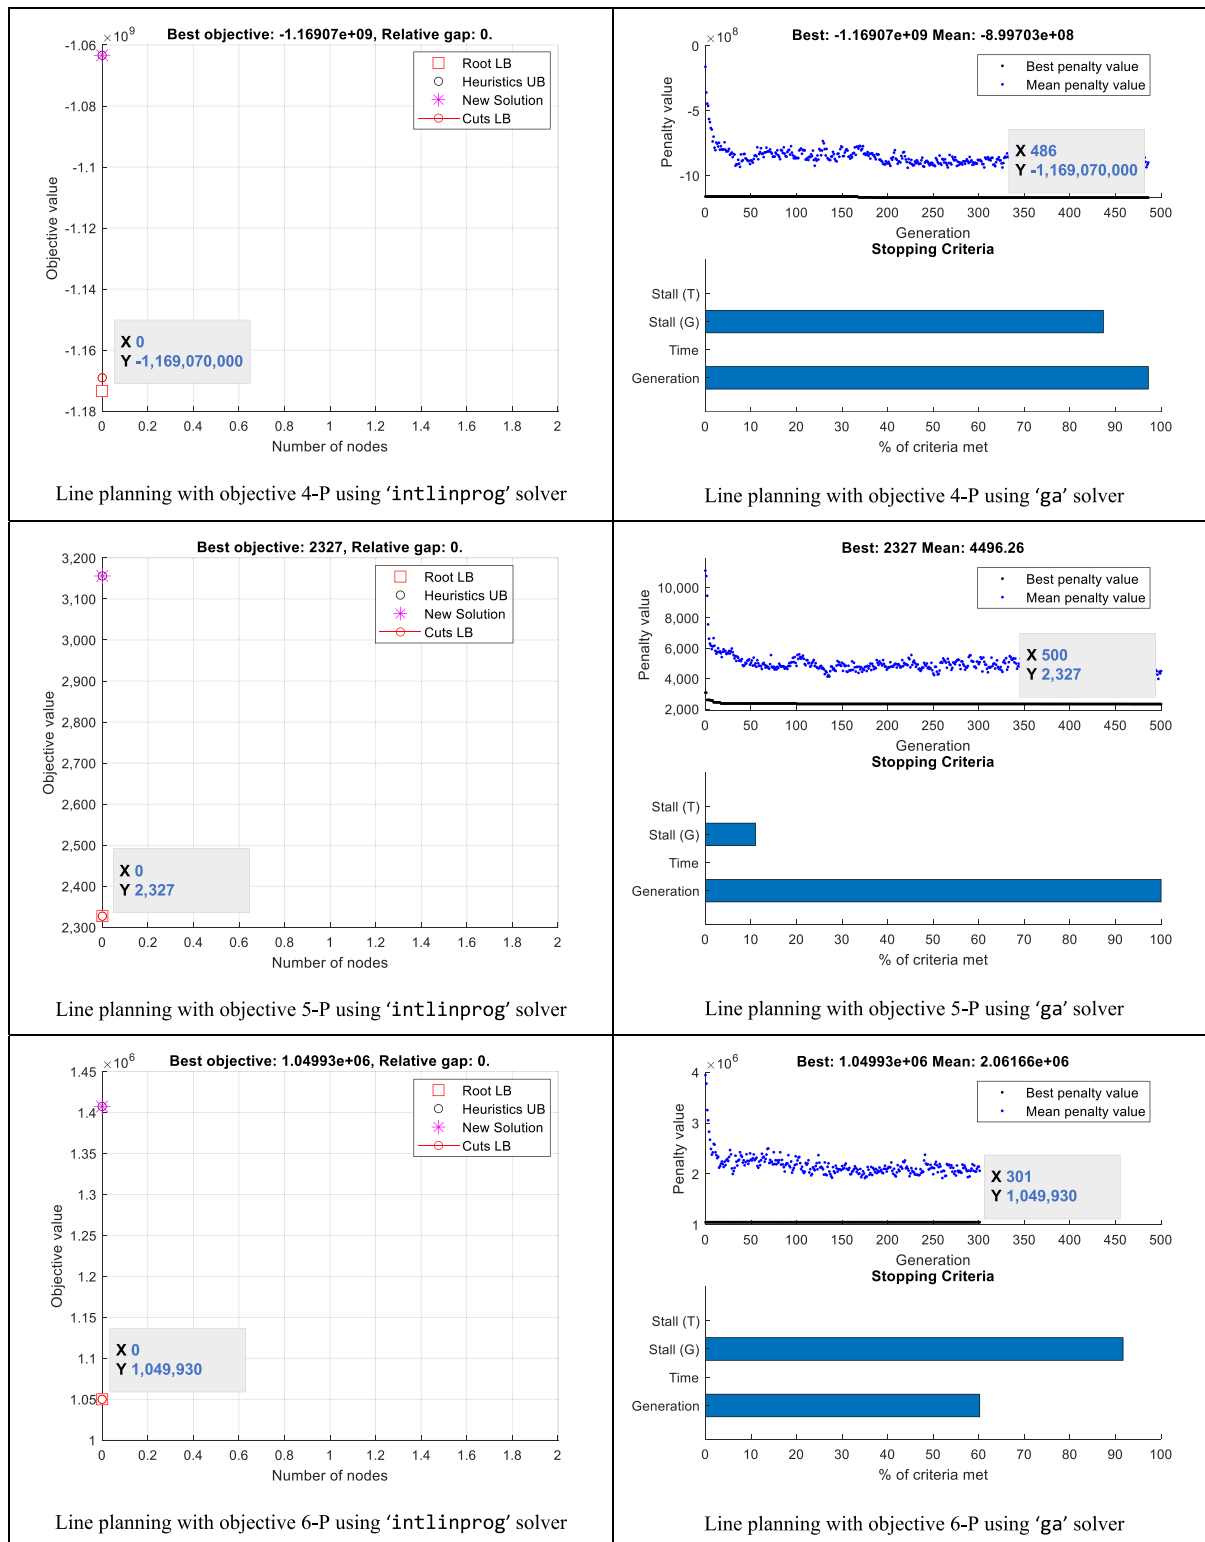 ×10^9
Best objective: -1.16907e+09, Relative gap: 0.
-1.06
-1.08
-1.1
-1.12
-1.14
-1.16
-1.18
Objective value
Root LB
Heuristics UB
New Solution
Cuts LB
X 0
Y -1,169,070,000
0 0.2 0.4 0.6 0.8 1 1.2 1.4 1.6 1.8 2
Number of nodes
Line planning with objective 4-P using ‘intlinprog’ solver
×10^8
Best: -1.16907e+09 Mean: -8.99703e+08
0
-5
-10
Penalty value
Best penalty value
Mean penalty value
X 486
Y -1,169,070,000
0 50 100 150 200 250 300 350 400 450 500
Generation
Stopping Criteria
Stall (T)
Stall (G)
Time
Generation
0 10 20 30 40 50 60 70 80 90 100
% of criteria met
Line planning with objective 4-P using ‘ga’ solver
Best objective: 2327, Relative gap: 0.
3,200
3,100
3,000
2,900
2,800
2,700
2,600
2,500
2,400
2,300
Objective value
Root LB
Heuristics UB
New Solution
Cuts LB
X 0
Y 2,327
0 0.2 0.4 0.6 0.8 1 1.2 1.4 1.6 1.8 2
Number of nodes
Line planning with objective 5-P using ‘intlinprog’ solver
Best: 2327 Mean: 4496.26
10,000
8,000
6,000
4,000
2,000
Penalty value
Best penalty value
Mean penalty value
X 500
Y 2,327
0 50 100 150 200 250 300 350 400 450 500
Generation
Stopping Criteria
Stall (T)
Stall (G)
Time
Generation
0 10 20 30 40 50 60 70 80 90 100
% of criteria met
Line planning with objective 5-P using ‘ga’ solver
×10^6
Best objective: 1.04993e+06, Relative gap: 0.
1.45
1.4
1.35
1.3
1.25
1.2
1.15
1.1
1.05
1
Objective value
Root LB
Heuristics UB
New Solution
Cuts LB
X 0
Y 1,049,930
0 0.2 0.4 0.6 0.8 1 1.2 1.4 1.6 1.8 2
Number of nodes
Line planning with objective 6-P using ‘intlinprog’ solver
×10^6
Best: 1.04993e+06 Mean: 2.06166e+06
4
3
2
1
Penalty value
Best penalty value
Mean penalty value
X 301
Y 1,049,930
0 50 100 150 200 250 300 350 400 450 500
Generation
Stopping Criteria
Stall (T)
Stall (G)
Time
Generation
0 10 20 30 40 50 60 70 80 90 100
% of criteria met
Line planning with objective 6-P using ‘ga’ solver